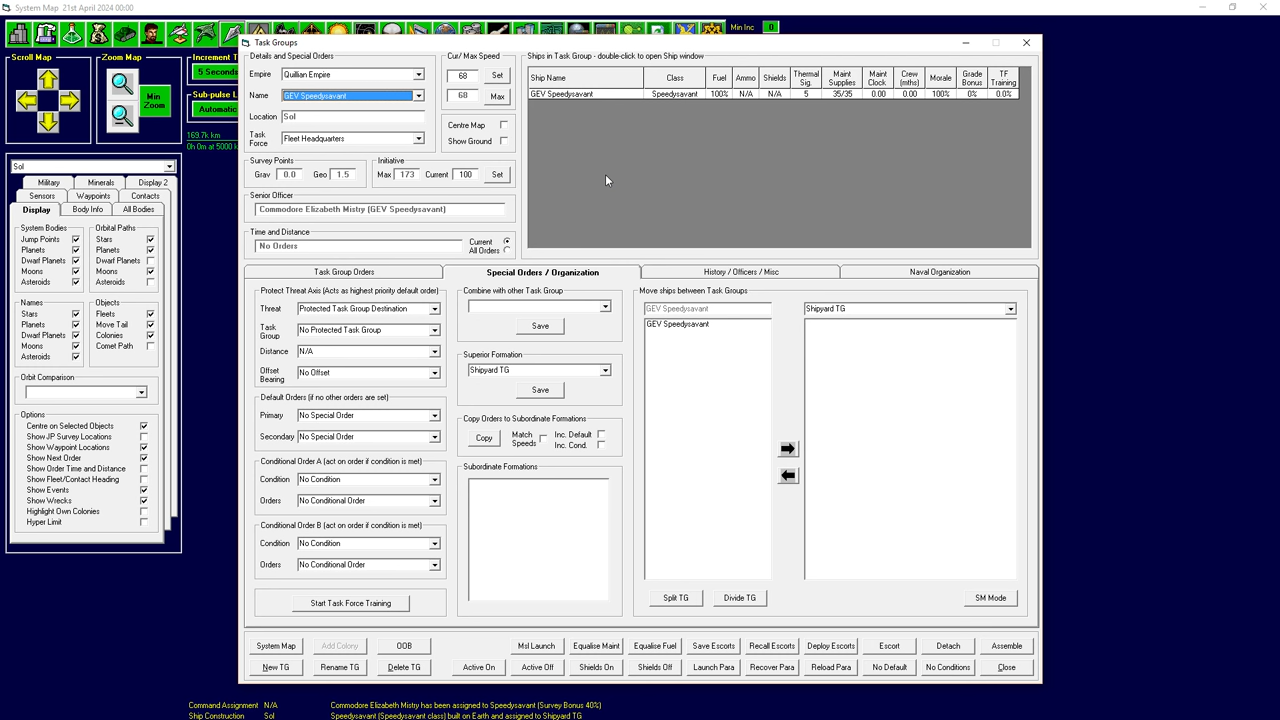 System Map  21st April 2024 00:00
Min Inc 0
Scroll Map
Zoom Map
Min Zoom
5 Seconds
Automatic
169.7k km
Sol
Military Minerals Display 2
Sensors Waypoints Contacts
Display Body Info All Bodies
System Bodies
Jump Points
Planets
Dwarf Planets
Moons
Asteroids
Orbital Paths
Stars
Planets
Dwarf Planets
Moons
Asteroids
Names
Stars
Planets
Dwarf Planets
Moons
Asteroids
Objects
Fleets
Move Tail
Colonies
Comet Path
Orbit Comparison
Options
Centre on Selected Objects
Show JP Survey Locations
Show Waypoint Locations
Show Next Order
Show Order Time and Distance
Show Fleet/Contact Heading
Show Events
Show Wrecks
Highlight Own Colonies
Hyper Limit
Task Groups
Details and Special Orders
Empire Quillian Empire
Name GEV Speedysavant
Location Sol
Task Force Fleet Headquarters
Cur/ Max Speed
68 Set
68 Max
Centre Map
Show Ground
Survey Points
Grav 0.0 Geo 1.5
Initiative
Max 173 Current 100 Set
Senior Officer
Commodore Elizabeth Mistry (GEV Speedysavant)
Time and Distance
No Orders
Current
All Orders
Ships in Task Group - double-click to open Ship window
Ship Name Class Fuel Ammo Shields Thermal Sig. Maint Supplies Maint Clock Crew (mths) Morale Grade Bonus TF Training
GEV Speedysavant Speedysavant 100% N/A N/A 5 35/35 0.00 0.00 100% 0% 0.0%
Task Group Orders Special Orders / Organization History / Officers / Misc Naval Organization
Protect Threat Axis (Acts as highest priority default order)
Threat Protected Task Group Destination
Task Group No Protected Task Group
Distance N/A
Offset Bearing No Offset
Default Orders (if no other orders are set)
Primary No Special Order
Secondary No Special Order
Conditional Order A (act on order if condition is met)
Condition No Condition
Orders No Conditional Order
Conditional Order B (act on order if condition is met)
Condition No Condition
Orders No Conditional Order
Start Task Force Training
Combine with other Task Group
Save
Superior Formation
Shipyard TG
Save
Copy Orders to Subordinate Formations
Copy Match Speeds Inc. Default
Inc. Cond.
Subordinate Formations
Move ships between Task Groups
GEV Speedysavant Shipyard TG
GEV Speedysavant
Split TG Divide TG SM Mode
System Map Add Colony OOB Msl Launch Equalise Maint Equalise Fuel Save Escorts Recall Escorts Deploy Escorts Escort Detach Assemble
New TG Rename TG Delete TG Active On Active Off Shields On Shields Off Launch Para Recover Para Reload Para No Default No Conditions Close
Command Assignment N/A Commodore Elizabeth Mistry has been assigned to Speedysavant (Survey Bonus 40%)
Ship Construction Sol Speedysavant (Speedysavant class) built on Earth and assigned to Shipyard TG